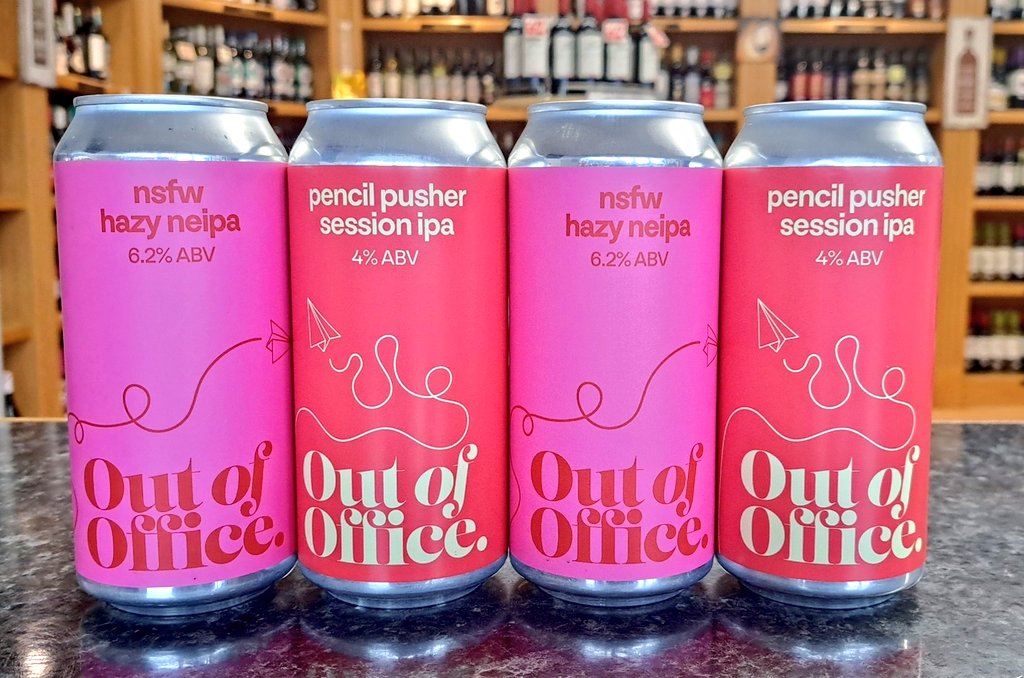 nsfw
hazy neipa
6.2% ABV
Out of
Office.
pencil pusher
session ipa
4% ABV
Out of
Office.
nsfw
hazy neipa
6.2% ABV
Out of
Office.
pencil pusher
session ipa
4% ABV
Out of
Office.